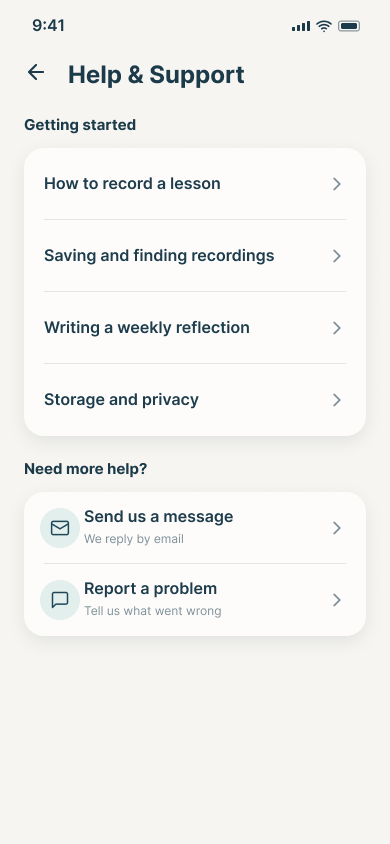 9:41
Help & Support
Getting started
How to record a lesson
Saving and finding recordings
Writing a weekly reflection
Storage and privacy
Need more help?
Send us a message
We reply by email
Report a problem
Tell us what went wrong